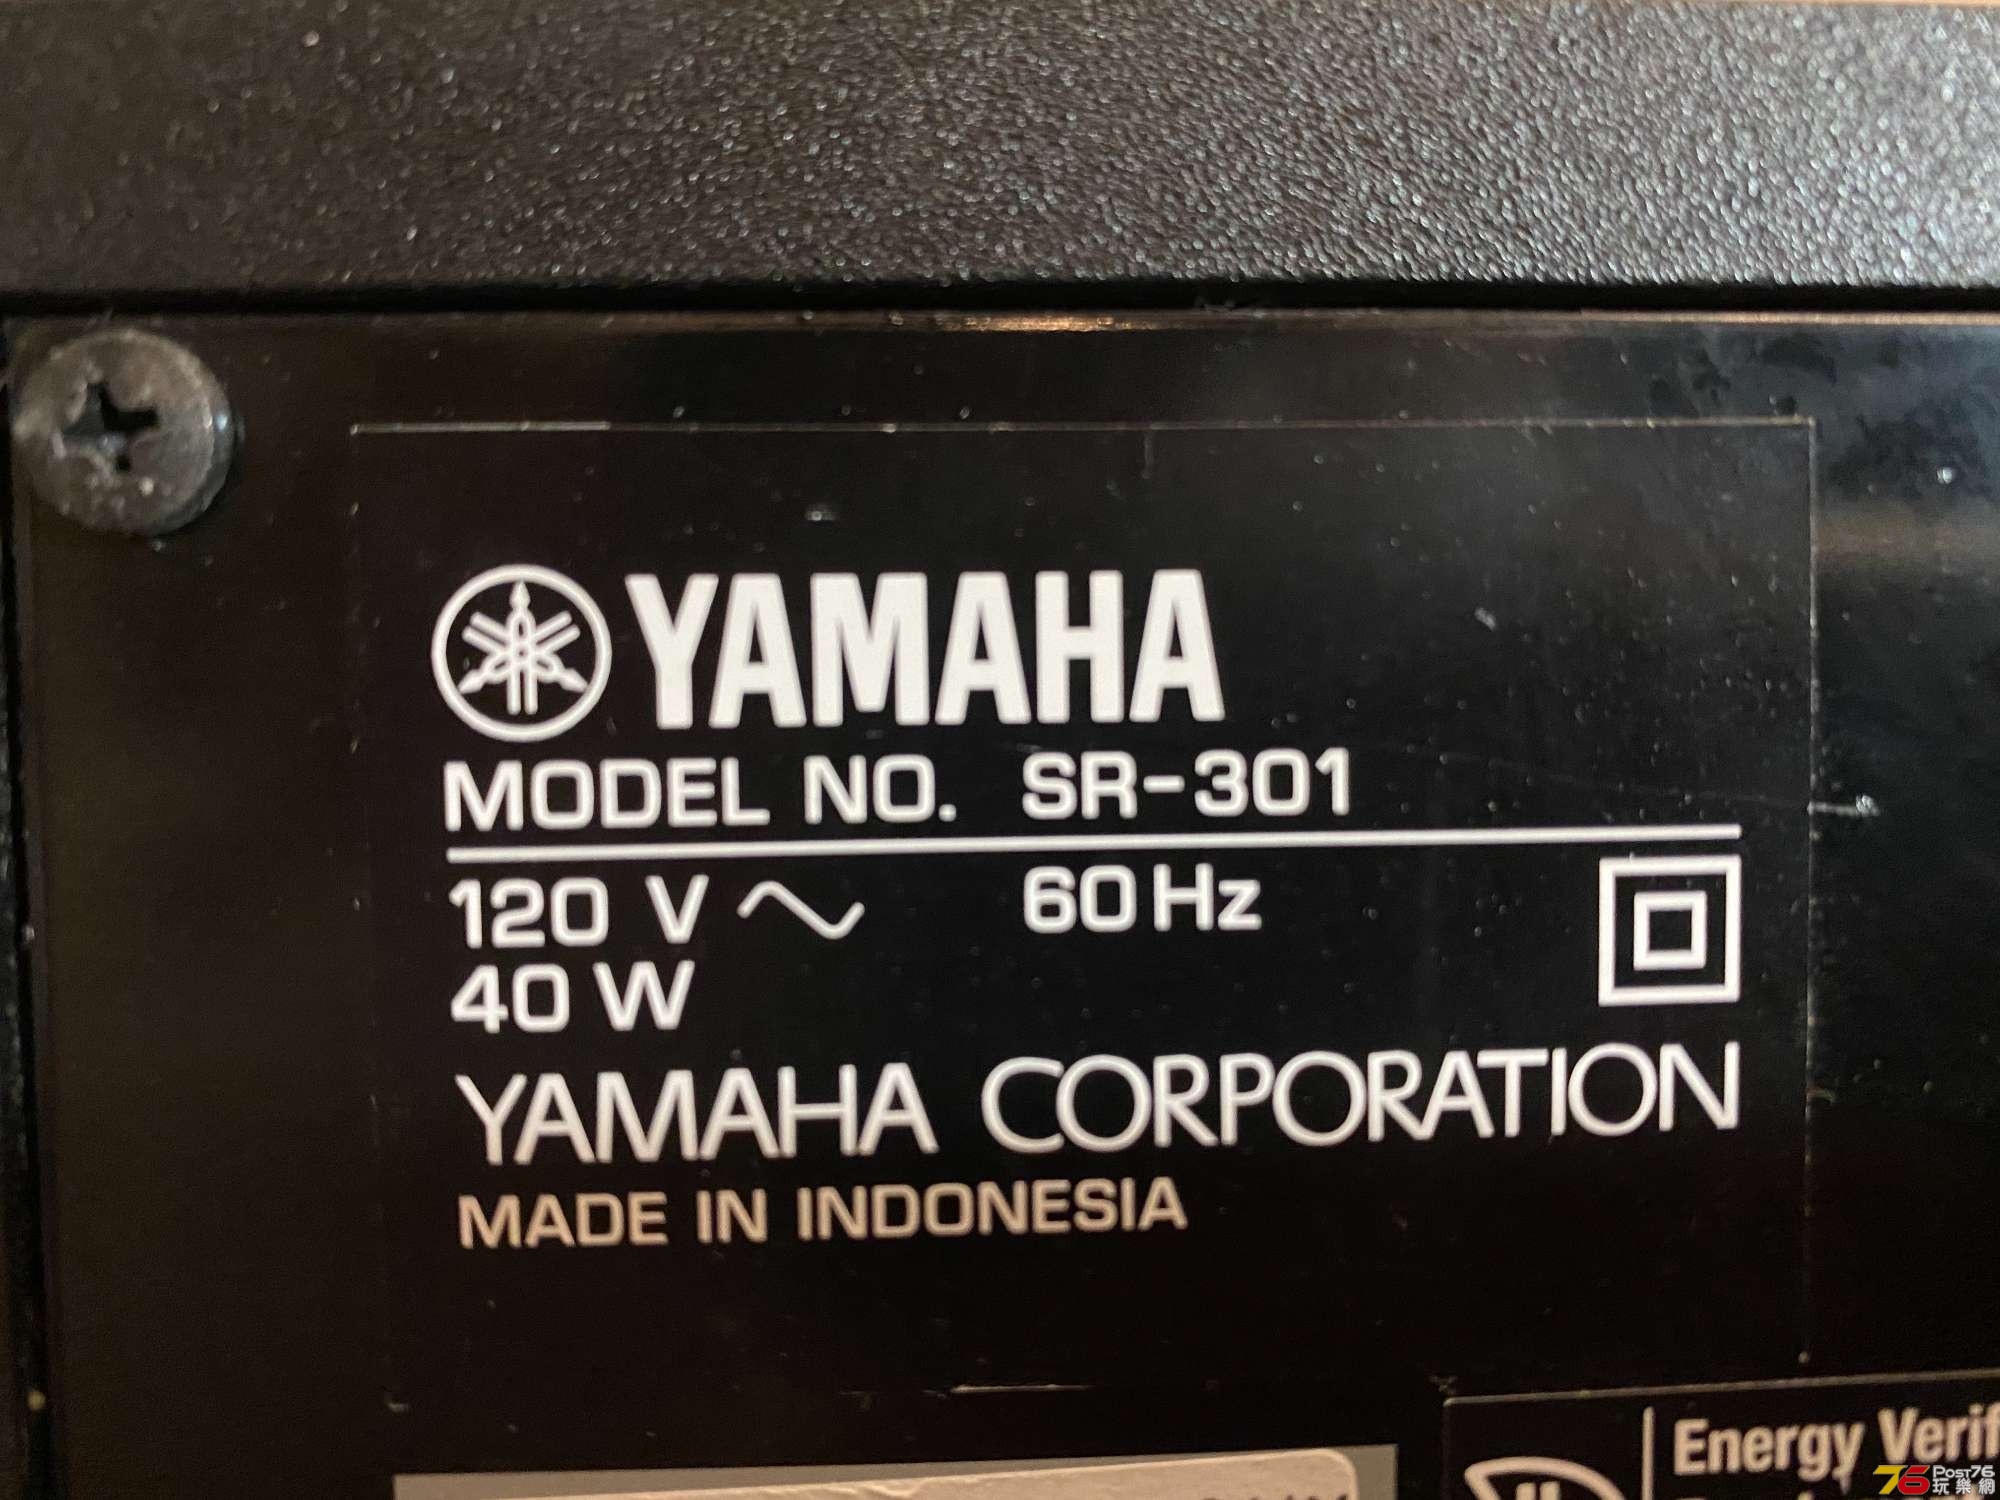 YAMAHA
MODEL NO. SR-301
120 V 60 Hz
40 W
YAMAHA CORPORATION
MADE IN INDONESIA
Energy Verif
76 Post76
玩樂網